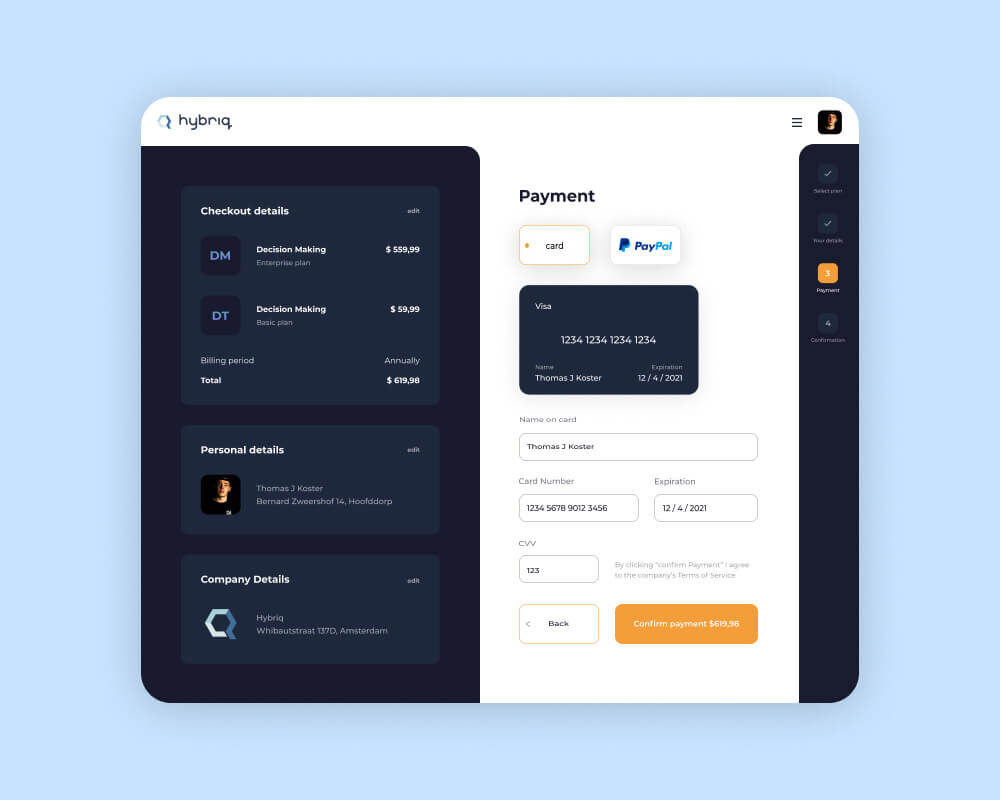 hybriq
Checkout details
edit
DM
Decision Making
$ 559,99
Enterprise plan
DT
Decision Making
$ 59,99
Basic plan
Billing period
Annually
Total
$ 619,98
Personal details
edit
Thomas J Koster
Bernard Zweershof 14, Hoofddorp
Company Details
edit
Hybriq
Whibautstraat 137D, Amsterdam
Payment
card
PayPal
Visa
1234 1234 1234 1234
Name
Expiration
Thomas J Koster
12 / 4 / 2021
Name on card
Thomas J Koster
Card Number
Expiration
1234 5678 9012 3456
12 / 4 / 2021
CVV
123
By clicking "confirm Payment" I agree
to the company's Terms of Service
Back
Confirm payment $619,98
Select plan
Your details
3
Payment
4
Confirmation